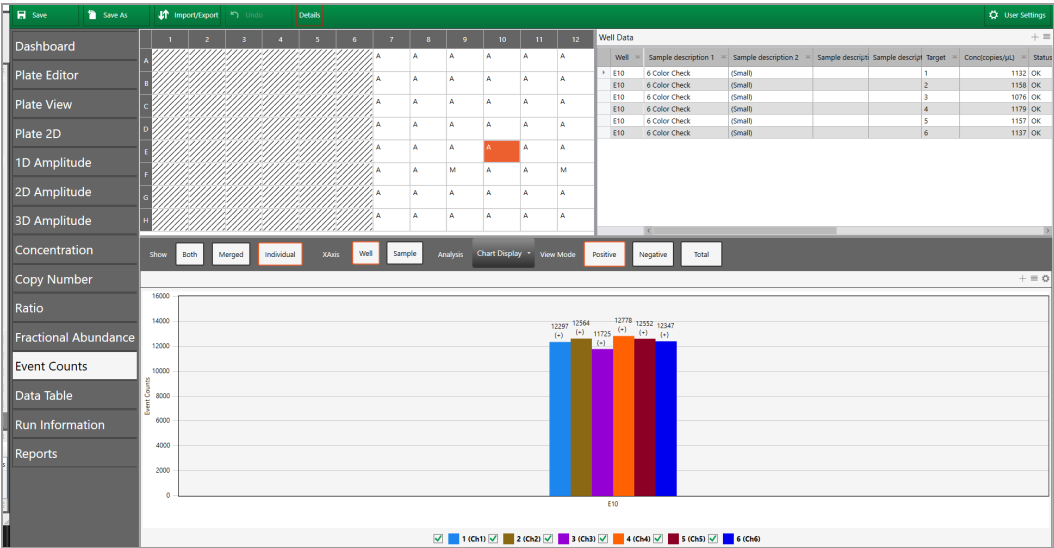 Save Save As Import/Export Undo Details User Settings
Dashboard
Plate Editor
Plate View
Plate 2D
1D Amplitude
2D Amplitude
3D Amplitude
Concentration
Copy Number
Ratio
Fractional Abundance
Event Counts
Data Table
Run Information
Reports
1 2 3 4 5 6 7 8 9 10 11 12
A A A A A A A
B A A A A A A
C A A A A A A
D A A A A A A
E A A A A A A
F A A M A A M
G A A A A A A
H A A A A A A
Well Data
Well Sample description 1 Sample description 2 Sample descripti Sample descript Target Conc(copies/µL) Status
E10 6 Color Check (Small) 1 1132 OK
E10 6 Color Check (Small) 2 1158 OK
E10 6 Color Check (Small) 3 1076 OK
E10 6 Color Check (Small) 4 1179 OK
E10 6 Color Check (Small) 5 1157 OK
E10 6 Color Check (Small) 6 1137 OK
Show Both Merged Individual XAxis Well Sample Analysis Chart Display View Mode Positive Negative Total
Event Counts
16000
14000
12000
10000
8000
6000
4000
2000
0
12297 (+)
12564 (+)
11725 (+)
12778 (+)
12552 (+)
12347 (+)
E10
1 (Ch1) 2 (Ch2) 3 (Ch3) 4 (Ch4) 5 (Ch5) 6 (Ch6)